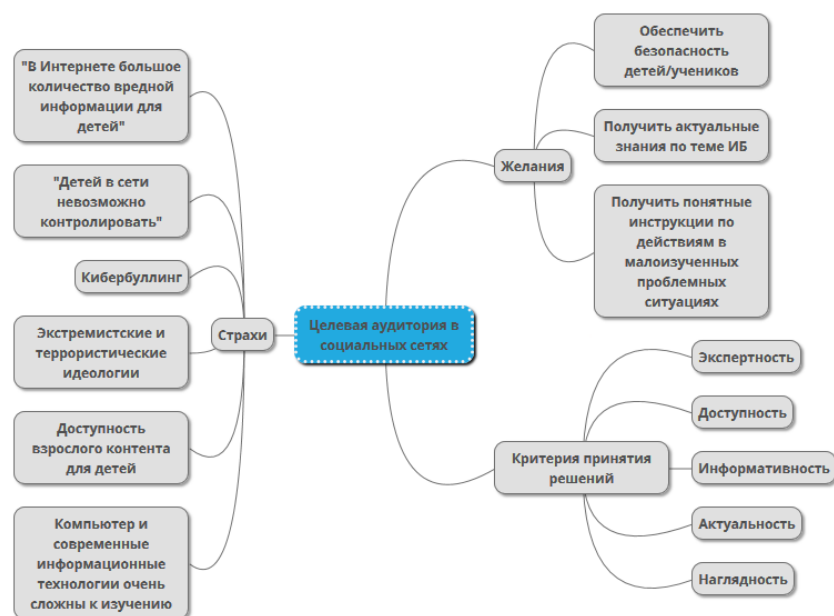 "В Интернете большое
количество вредной
информации для
детей"
"Детей в сети
невозможно
контролировать"
Кибербуллинг
Экстремистские и
террористические
идеологии
Доступность
взрослого контента
для детей
Компьютер и
современные
информационные
технологии очень
сложны к изучению
Страхи
Целевая аудитория в
социальных сетях
Желания
Обеспечить
безопасность
детей/учеников
Получить актуальные
знания по теме ИБ
Получить понятные
инструкции по
действиям в
малоизученных
проблемных
ситуациях
Критерия принятия
решений
Экспертность
Доступность
Информативность
Актуальность
Наглядность